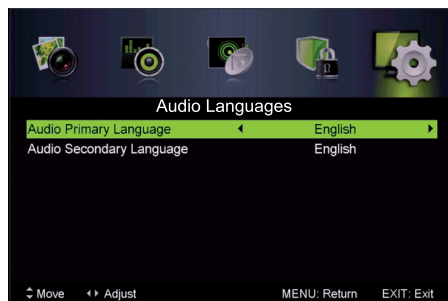 Audio Languages
Audio Primary Language English
Audio Secondary Language English
Move Adjust MENU: Return EXIT: Exit